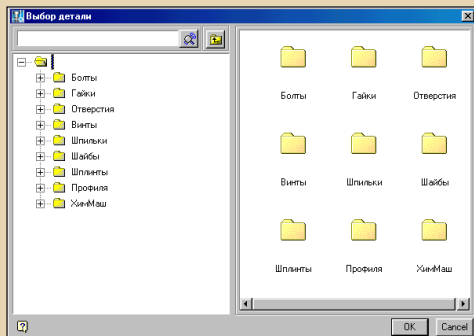 Выбор детали
Болты
Гайки
Отверстия
Винты
Шпильки
Шайбы
Шплинты
Профиля
ХимМаш
Болты Гайки Отверстия
Винты Шпильки Шайбы
Шплинты Профиля ХимМаш
OK Cancel